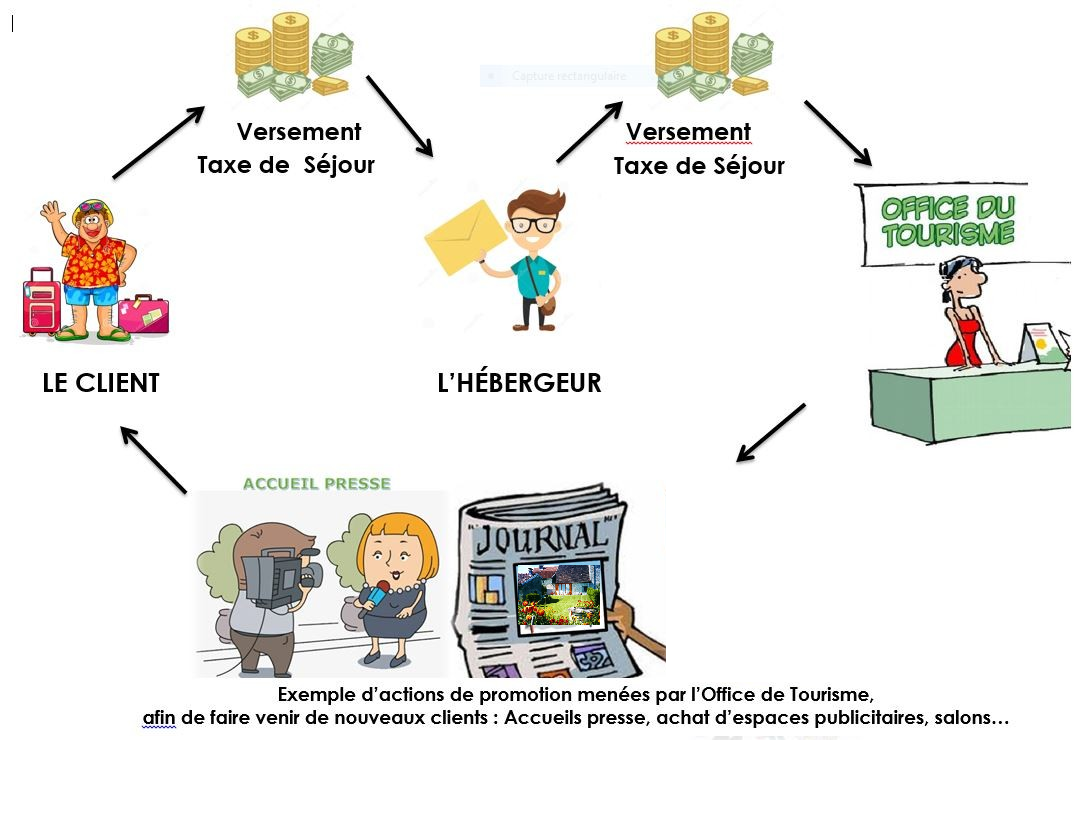 Capture rectangulaire
Versement
Taxe de  Séjour
Versement
Taxe de Séjour
OFFICE DU
TOURISME
LE CLIENT
L’HÉBERGEUR
ACCUEIL PRESSE
JOURNAL
Exemple d’actions de promotion menées par l’Office de Tourisme,
afin de faire venir de nouveaux clients : Accueils presse, achat d’espaces publicitaires, salons…